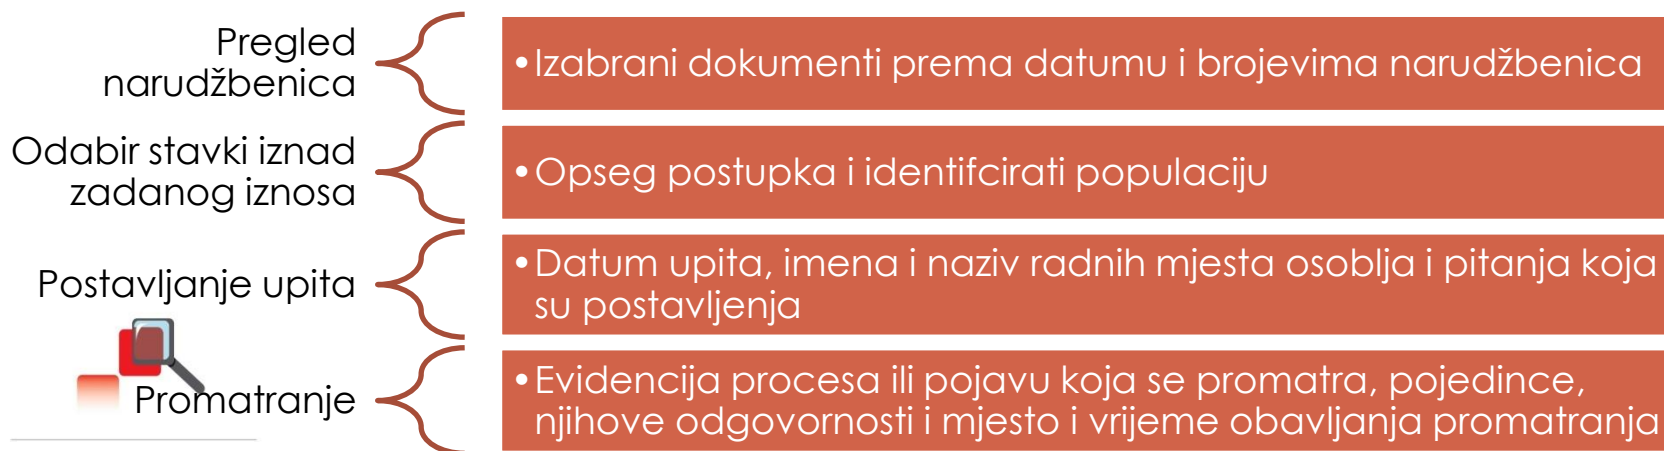 Pregled
narudžbenica
•Izabrani dokumenti prema datumu i brojevima narudžbenica
Odabir stavki iznad
zadanog iznosa
•Opseg postupka i identifcirati populaciju
Postavljanje upita
•Datum upita, imena i naziv radnih mjesta osoblja i pitanja koja
su postavljenja
Promatranje
•Evidencija procesa ili pojavu koja se promatra, pojedince,
njihove odgovornosti i mjesto i vrijeme obavljanja promatranja